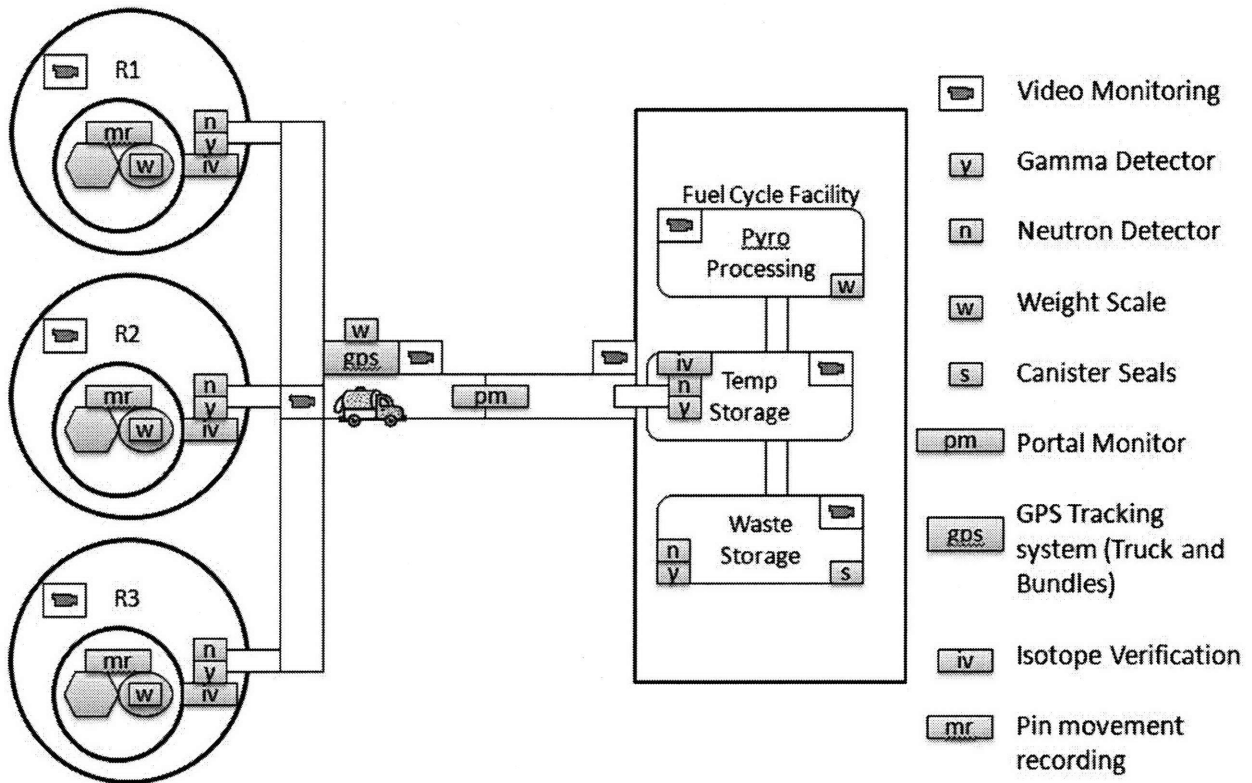 R1
mr
w
n
y
iv
R2
mr
w
n
y
iv
R3
mr
w
n
y
iv
w
gps
pm
Fuel Cycle Facility
Pyro
Processing
w
iv
n
y
Temp
Storage
Waste
Storage
n
y
s
Video Monitoring
y Gamma Detector
n Neutron Detector
w Weight Scale
s Canister Seals
pm Portal Monitor
gps GPS Tracking
system (Truck and
Bundles)
iv Isotope Verification
mr Pin movement
recording